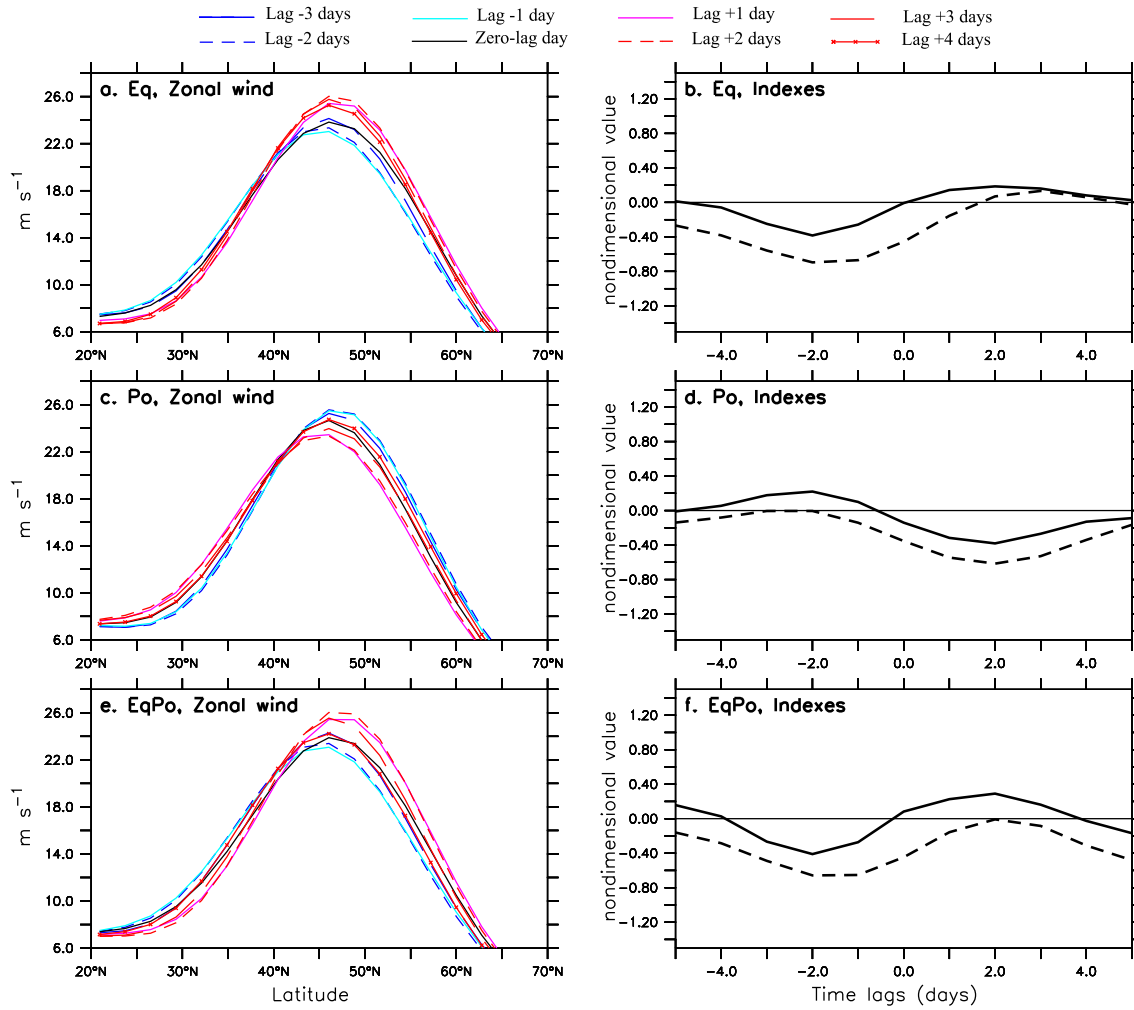 Lag -3 days Lag -1 day Lag +1 day Lag +3 days
Lag -2 days Zero-lag day Lag +2 days Lag +4 days
a. Eq, Zonal wind
26.0
22.0
18.0
14.0
10.0
6.0
m s⁻¹
20°N 30°N 40°N 50°N 60°N 70°N
b. Eq, Indexes
1.20
0.80
0.40
0.00
-0.40
-0.80
-1.20
nondimensional value
-4.0 -2.0 0.0 2.0 4.0
c. Po, Zonal wind
26.0
22.0
18.0
14.0
10.0
6.0
m s⁻¹
20°N 30°N 40°N 50°N 60°N 70°N
d. Po, Indexes
1.20
0.80
0.40
0.00
-0.40
-0.80
-1.20
nondimensional value
-4.0 -2.0 0.0 2.0 4.0
e. EqPo, Zonal wind
26.0
22.0
18.0
14.0
10.0
6.0
m s⁻¹
20°N 30°N 40°N 50°N 60°N 70°N
Latitude
f. EqPo, Indexes
1.20
0.80
0.40
0.00
-0.40
-0.80
-1.20
nondimensional value
-4.0 -2.0 0.0 2.0 4.0
Time lags (days)